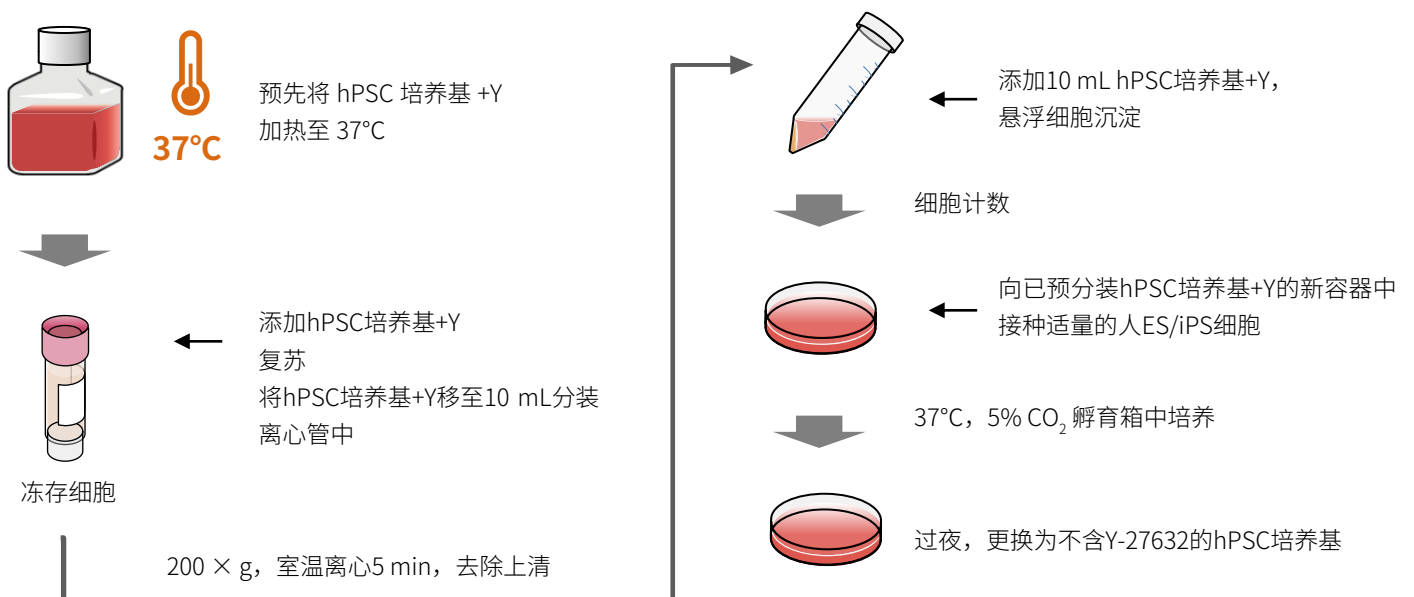 37℃
预先将 hPSC 培养基 +Y
加热至 37℃
添加hPSC培养基+Y
复苏
将hPSC培养基+Y移至10 mL分装
离心管中
冻存细胞
200 × g，室温离心5 min，去除上清
添加10 mL hPSC培养基+Y，
悬浮细胞沉淀
细胞计数
向已预分装hPSC培养基+Y的新容器中
接种适量的人ES/iPS细胞
37℃，5% CO₂ 孵育箱中培养
过夜，更换为不含Y-27632的hPSC培养基